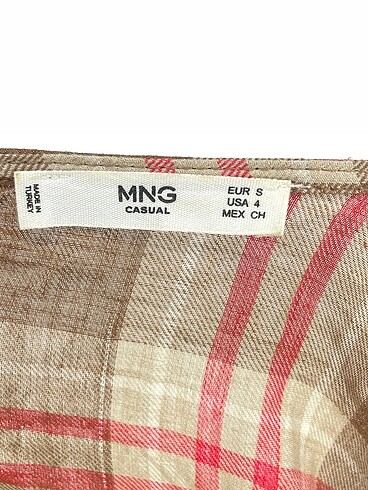 MADE IN
TURKEY
MNG
CASUAL
EUR S
USA 4
MEX CH